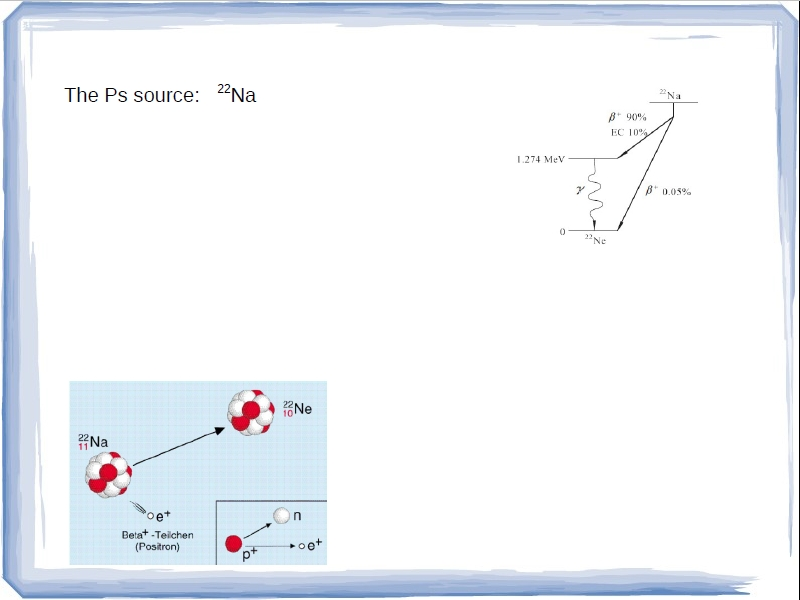 The Ps source: ²²Na
²²Na
β⁺ 90%
EC 10%
1.274 MeV
γ
β⁺ 0.05%
0
²²Ne
²²₁₀Ne
²²₁₁Na
e⁺
Beta⁺ -Teilchen
(Positron)
n
p⁺
e⁺